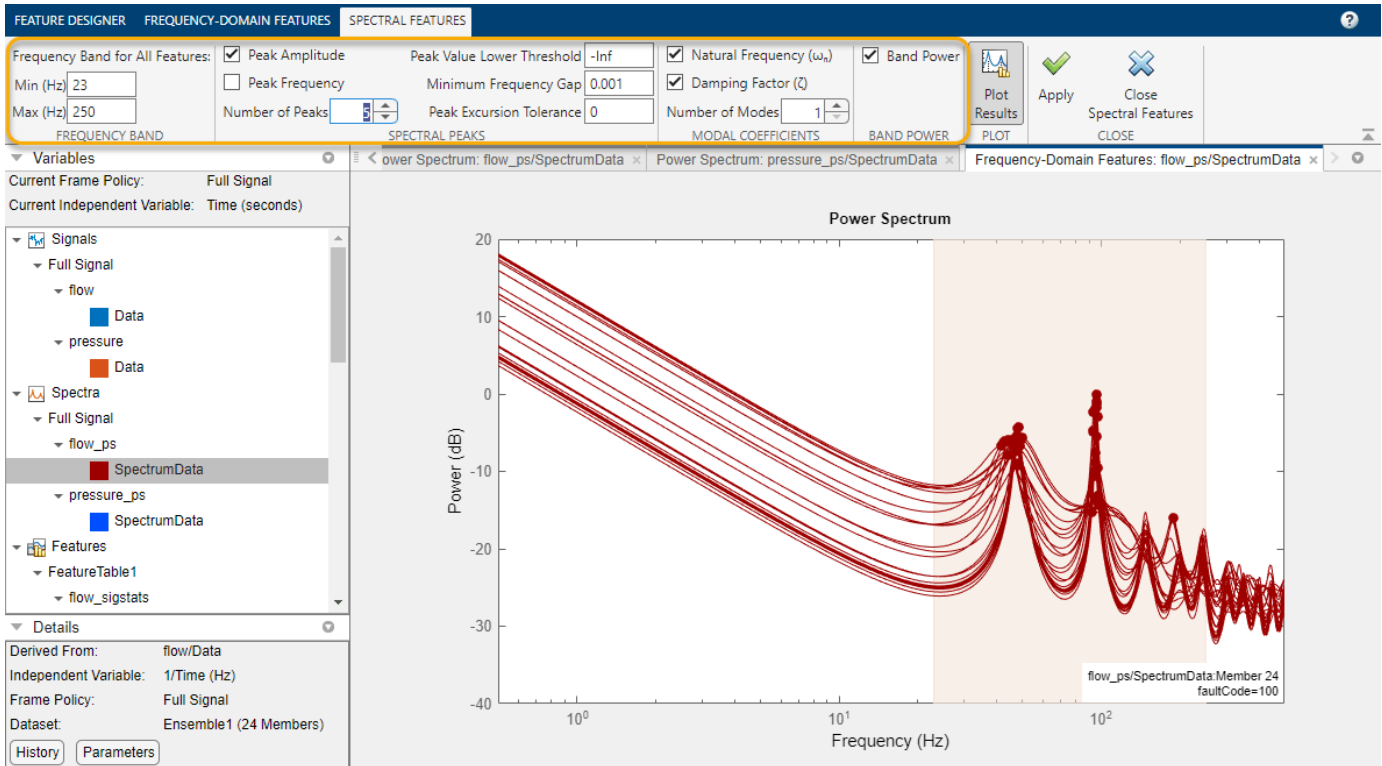 FEATURE DESIGNER FREQUENCY-DOMAIN FEATURES SPECTRAL FEATURES ?
Frequency Band for All Features:
Min (Hz) 23
Max (Hz) 250
FREQUENCY BAND
Peak Amplitude Peak Value Lower Threshold -Inf
Peak Frequency Minimum Frequency Gap 0.001
Number of Peaks 5 Peak Excursion Tolerance 0
SPECTRAL PEAKS
Natural Frequency (ωn)
Damping Factor (ζ)
Number of Modes 1
MODAL COEFFICIENTS
Band Power
BAND POWER
Plot
Results
PLOT
Apply
Close
Spectral Features
CLOSE
Variables
Current Frame Policy: Full Signal
Current Independent Variable: Time (seconds)
Signals
Full Signal
flow
Data
pressure
Data
Spectra
Full Signal
flow_ps
SpectrumData
pressure_ps
SpectrumData
Features
FeatureTable1
flow_sigstats
Details
Derived From: flow/Data
Independent Variable: 1/Time (Hz)
Frame Policy: Full Signal
Dataset: Ensemble1 (24 Members)
History Parameters
ower Spectrum: flow_ps/SpectrumData × Power Spectrum: pressure_ps/SpectrumData × Frequency-Domain Features: flow_ps/SpectrumData ×
Power Spectrum
20
10
0
-10
-20
-30
-40
Power (dB)
flow_ps/SpectrumData:Member 24
faultCode=100
10⁰ 10¹ 10²
Frequency (Hz)